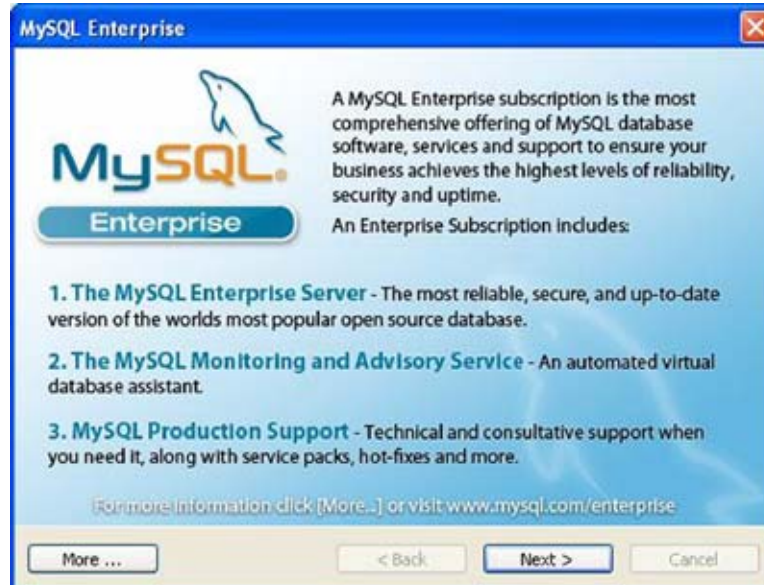 MySQL Enterprise
MySQL®
Enterprise
A MySQL Enterprise subscription is the most
comprehensive offering of MySQL database
software, services and support to ensure your
business achieves the highest levels of reliability,
security and uptime.
An Enterprise Subscription includes:
1. The MySQL Enterprise Server - The most reliable, secure, and up-to-date
version of the worlds most popular open source database.
2. The MySQL Monitoring and Advisory Service - An automated virtual
database assistant.
3. MySQL Production Support - Technical and consultative support when
you need it, along with service packs, hot-fixes and more.
For more information click [More...] or visit www.mysql.com/enterprise
More ...
< Back
Next >
Cancel